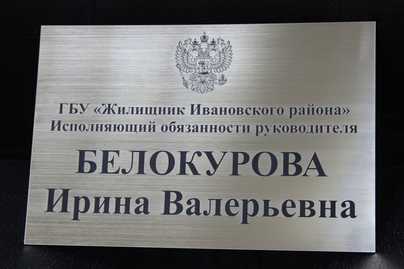 ГБУ «Жилищник Ивановского района»
Исполняющий обязанности руководителя
БЕЛОКУРОВА
Ирина Валерьевна